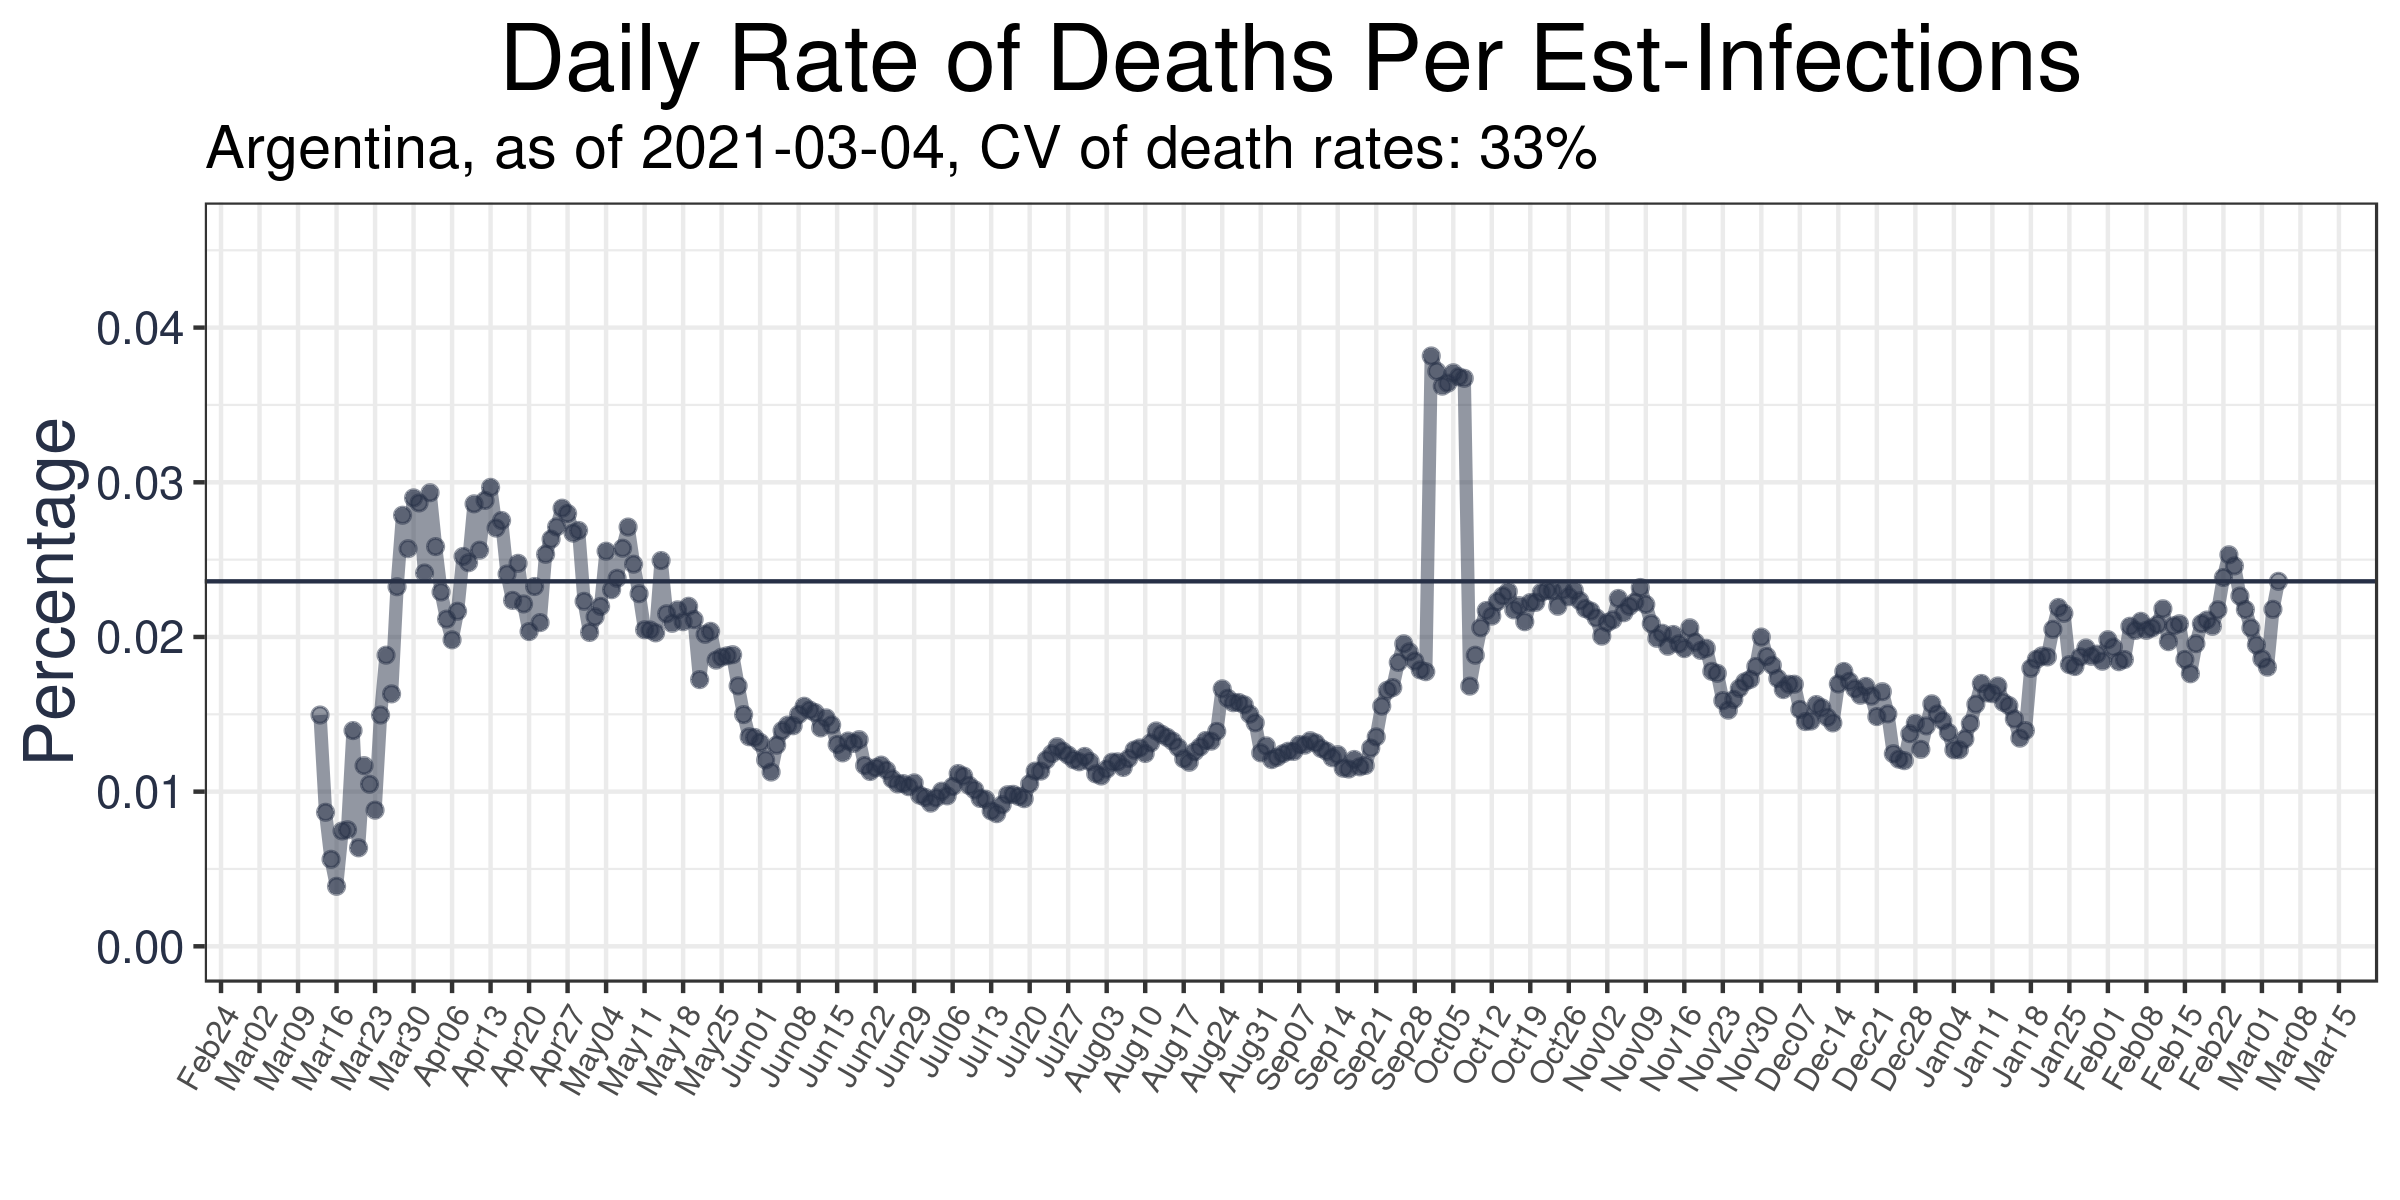 Daily Rate of Deaths Per Est-Infections
Argentina, as of 2021-03-04, CV of death rates: 33%
Percentage
0.04
0.03
0.02
0.01
0.00
Feb24 Mar02 Mar09 Mar16 Mar23 Mar30 Apr06 Apr13 Apr20 Apr27 May04 May11 May18 May25 Jun01 Jun08 Jun15 Jun22 Jun29 Jul06 Jul13 Jul20 Jul27 Aug03 Aug10 Aug17 Aug24 Aug31 Sep07 Sep14 Sep21 Sep28 Oct05 Oct12 Oct19 Oct26 Nov02 Nov09 Nov16 Nov23 Nov30 Dec07 Dec14 Dec21 Dec28 Jan04 Jan11 Jan18 Jan25 Feb01 Feb08 Feb15 Feb22 Mar01 Mar08 Mar15